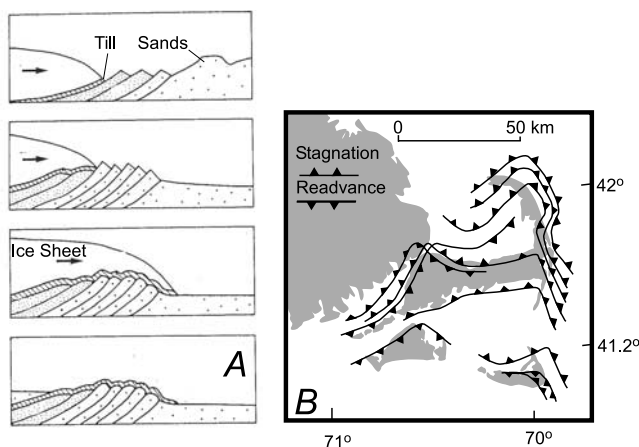 Till
Sands
Ice Sheet
A
0 50 km
Stagnation
Readvance
42º
41.2º
B
71º 70º